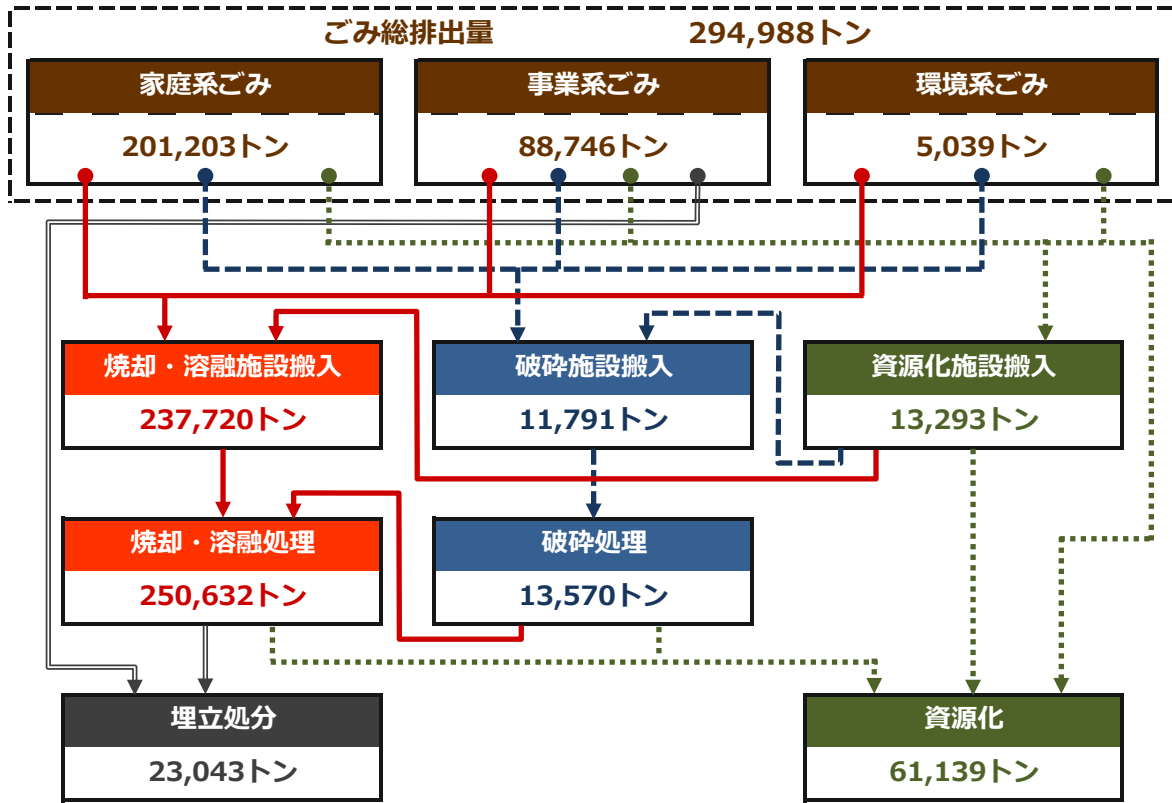 ごみ総排出量 294,988トン
家庭系ごみ 事業系ごみ 環境系ごみ
201,203トン 88,746トン 5,039トン
焼却・溶融施設搬入 破砕施設搬入 資源化施設搬入
237,720トン 11,791トン 13,293トン
焼却・溶融処理 破砕処理
250,632トン 13,570トン
埋立処分 資源化
23,043トン 61,139トン